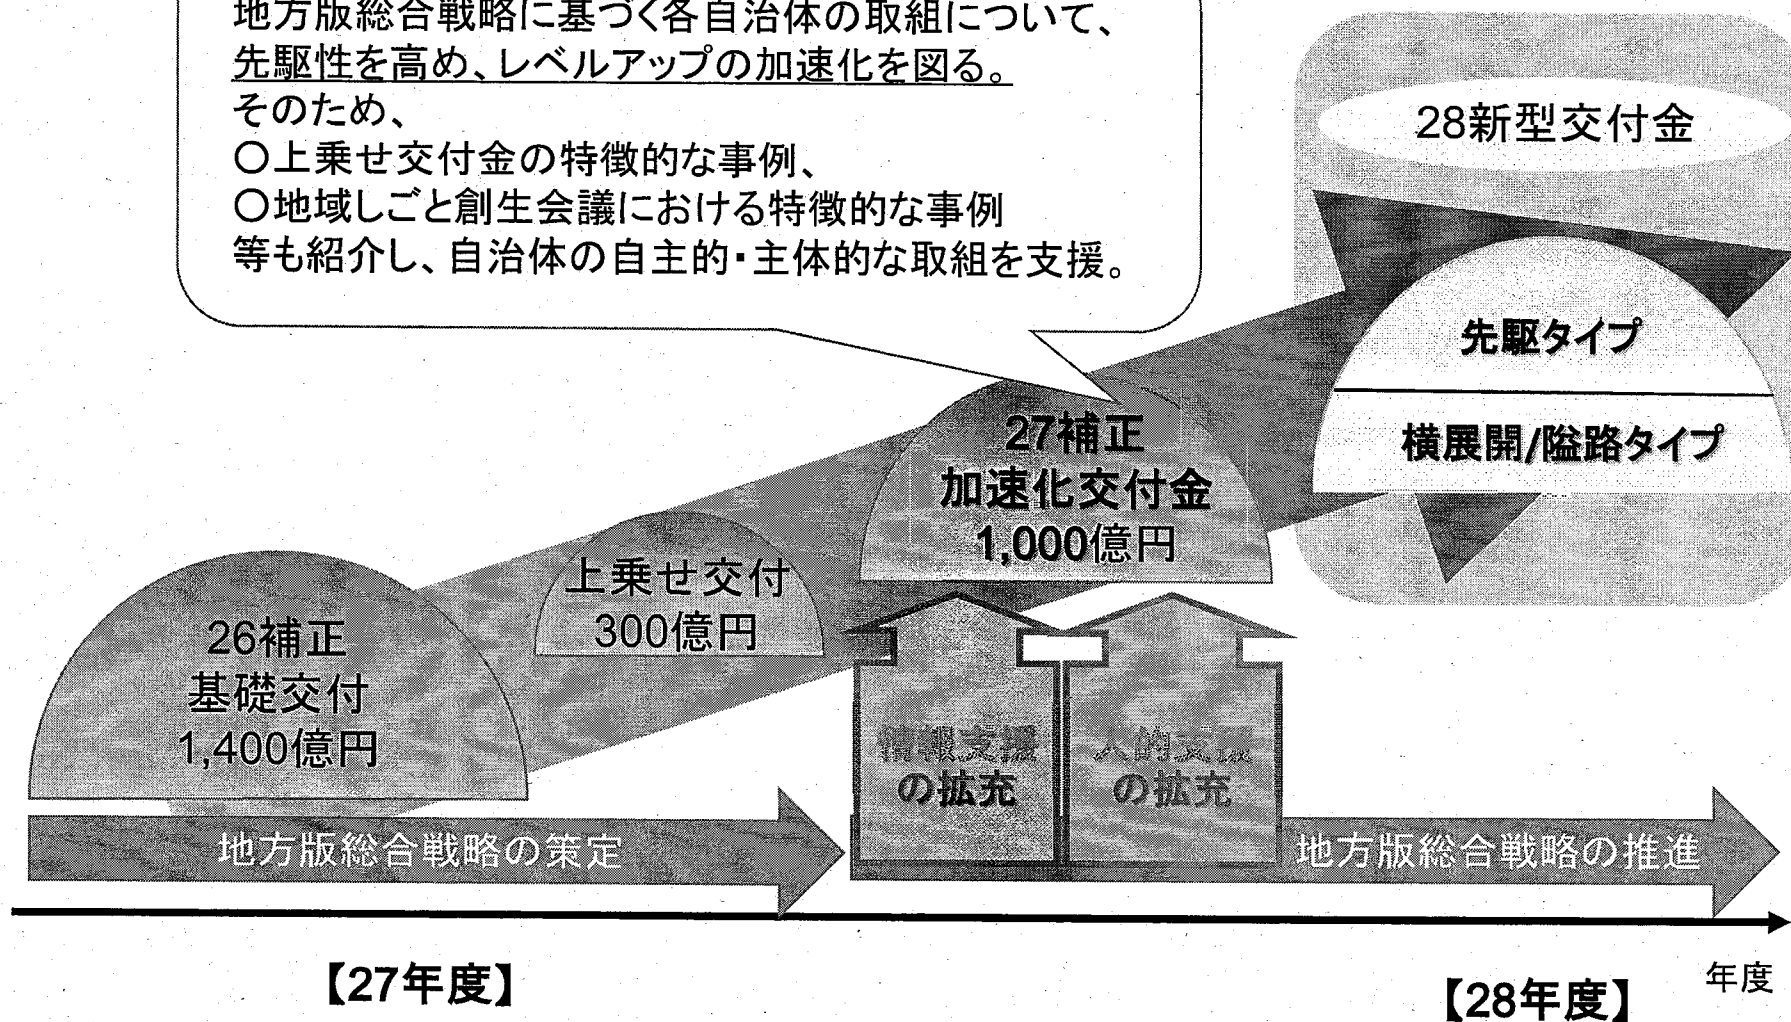 地方版総合戦略に基づく各自治体の取組について、
先駆性を高め、レベルアップの加速化を図る。
そのため、
〇上乗せ交付金の特徴的な事例、
〇地域しごと創生会議における特徴的な事例
等も紹介し、自治体の自主的・主体的な取組を支援。
28新型交付金
先駆タイプ
横展開/隘路タイプ
27補正
加速化交付金
1,000億円
上乗せ交付
300億円
26補正
基礎交付
1,400億円
情報支援
の拡充
人的支援
の拡充
地方版総合戦略の策定
地方版総合戦略の推進
【27年度】
【28年度】
年度